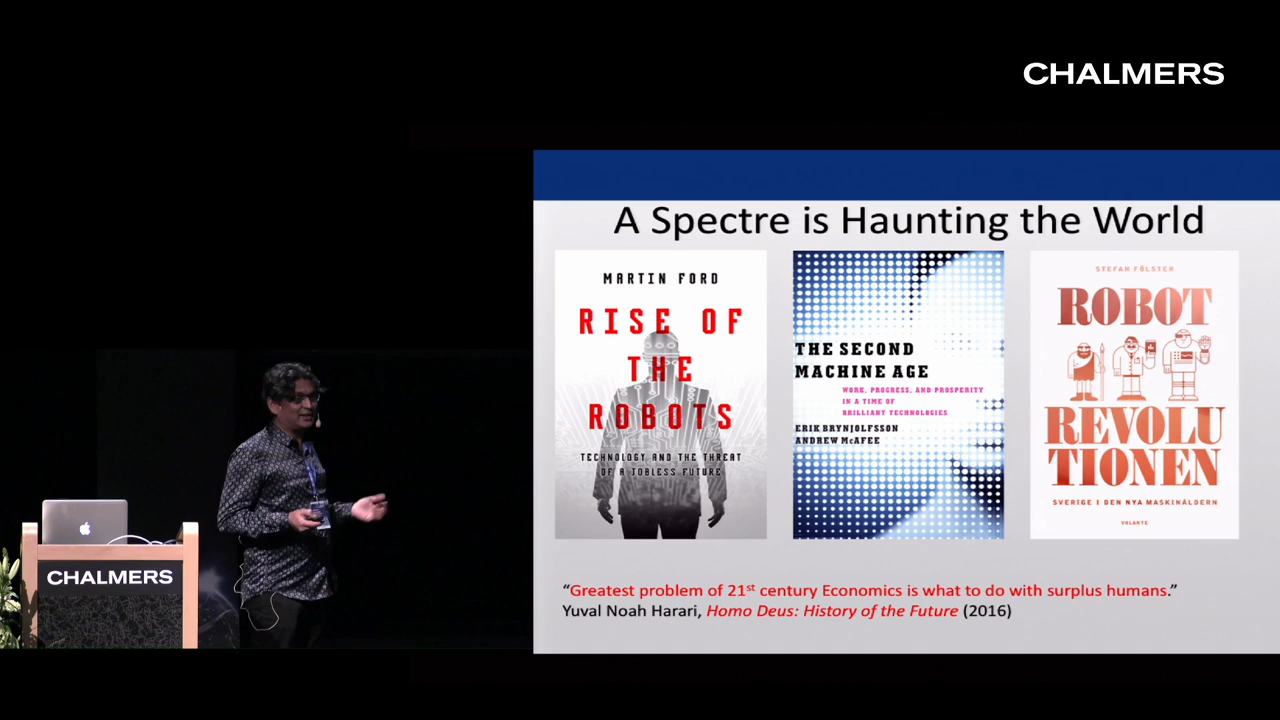 CHALMERS
A Spectre is Haunting the World
MARTIN FORD
RISE OF
THE
ROBOTS
TECHNOLOGY AND THE THREAT
OF A JOBLESS FUTURE
THE SECOND
MACHINE AGE
WORK, PROGRESS, AND PROSPERITY
IN A TIME OF
BRILLIANT TECHNOLOGIES
ERIK BRYNJOLFSSON
ANDREW McAFEE
STEFAN FÖLSTER
ROBOT
REVOLU
TIONEN
SVERIGE I DEN NYA MASKINÅLDERN
VOLANTE
“Greatest problem of 21st century Economics is what to do with surplus humans.”
Yuval Noah Harari, Homo Deus: History of the Future (2016)
CHALMERS